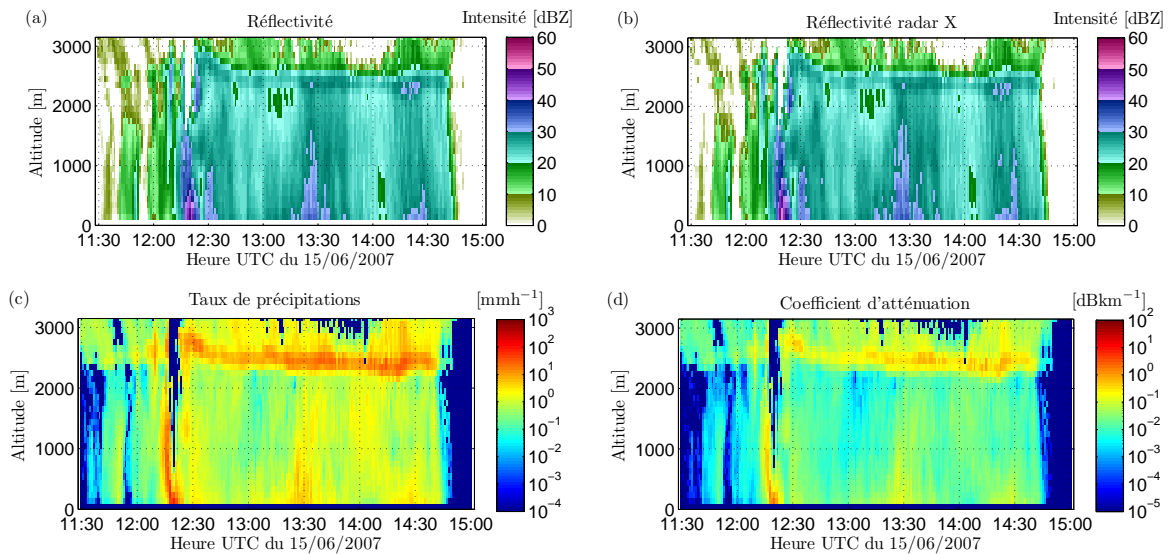 (a) Réflectivité Intensité [dBZ]
3000
2000
1000
0
Altitude [m]
11:30 12:00 12:30 13:00 13:30 14:00 14:30 15:00
Heure UTC du 15/06/2007
60
50
40
30
20
10
0
(b) Réflectivité radar X Intensité [dBZ]
3000
2000
1000
0
Altitude [m]
11:30 12:00 12:30 13:00 13:30 14:00 14:30 15:00
Heure UTC du 15/06/2007
60
50
40
30
20
10
0
(c) Taux de précipitations [mmh⁻¹]
3000
2000
1000
0
Altitude [m]
11:30 12:00 12:30 13:00 13:30 14:00 14:30 15:00
Heure UTC du 15/06/2007
10³
10²
10¹
10⁰
10⁻¹
10⁻²
10⁻³
10⁻⁴
(d) Coefficient d'atténuation [dBkm⁻¹]
3000
2000
1000
0
Altitude [m]
11:30 12:00 12:30 13:00 13:30 14:00 14:30 15:00
Heure UTC du 15/06/2007
10²
10¹
10⁰
10⁻¹
10⁻²
10⁻³
10⁻⁴
10⁻⁵